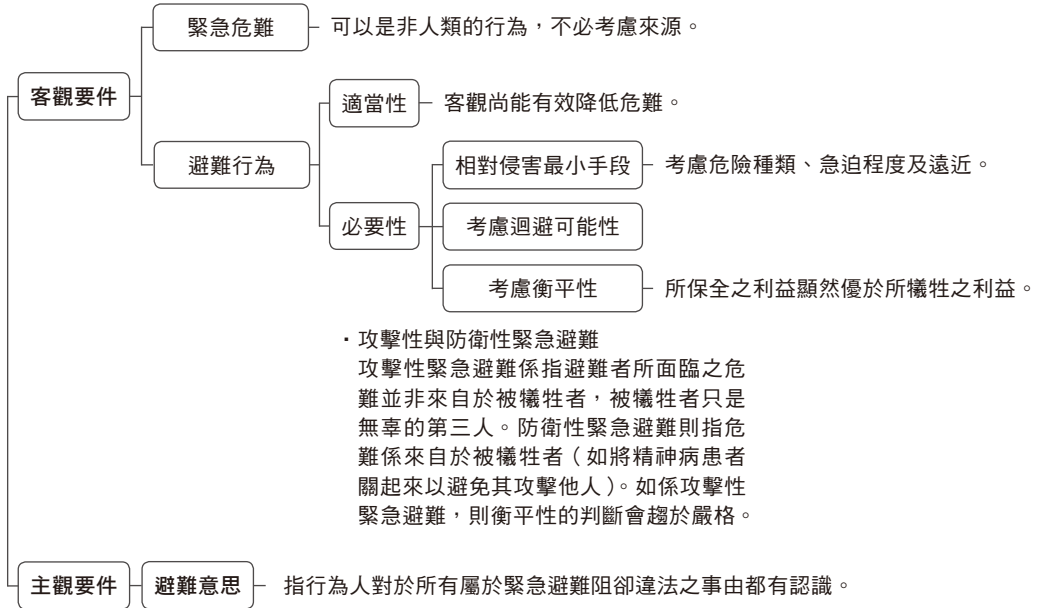 緊急危難
可以是非人類的行為，不必考慮來源。
客觀要件
適當性
客觀尚能有效降低危難。
避難行為
相對侵害最小手段
考慮危險種類、急迫程度及遠近。
必要性
考慮迴避可能性
考慮衡平性
所保全之利益顯然優於所犧牲之利益。
・攻擊性與防衛性緊急避難
攻擊性緊急避難係指避難者所面臨之危
難並非來自於被犧牲者，被犧牲者只是
無辜的第三人。防衛性緊急避難則指危
難係來自於被犧牲者（如將精神病患者
關起來以避免其攻擊他人）。如係攻擊性
緊急避難，則衡平性的判斷會趨於嚴格。
主觀要件
避難意思
指行為人對於所有屬於緊急避難阻卻違法之事由都有認識。